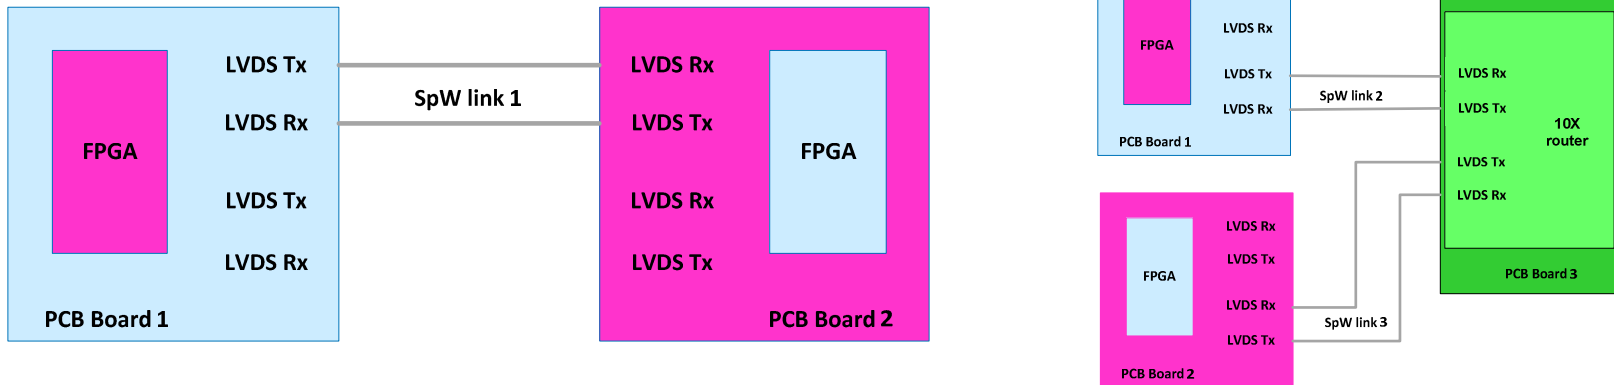 LVDS Tx
LVDS Rx
SpW link 1
LVDS Rx
LVDS Tx
FPGA
FPGA
LVDS Tx
LVDS Rx
LVDS Rx
LVDS Tx
PCB Board 1
PCB Board 2
LVDS Rx
FPGA
LVDS Tx
LVDS Rx
SpW link 2
LVDS Rx
LVDS Tx
10X
router
PCB Board 1
LVDS Tx
LVDS Rx
LVDS Rx
LVDS Tx
FPGA
PCB Board 3
LVDS Rx
SpW link 3
LVDS Tx
PCB Board 2